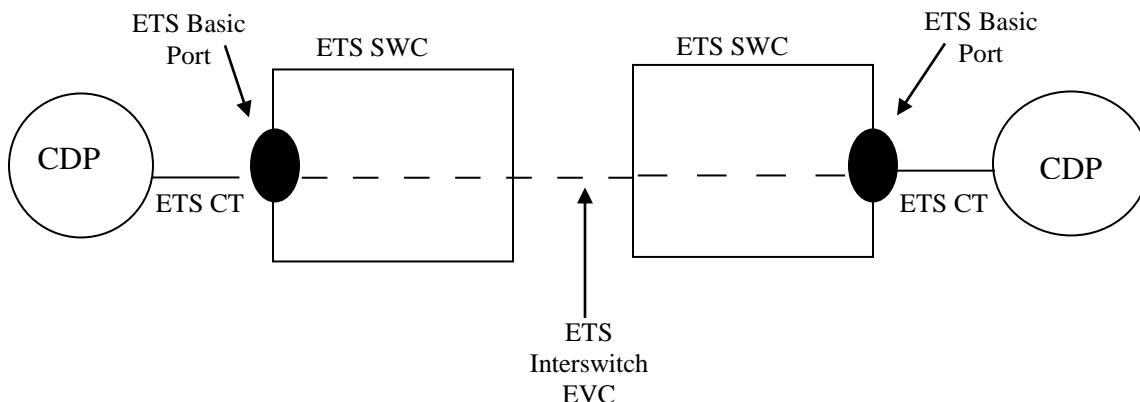 ETS Basic
Port
ETS SWC
ETS SWC
ETS Basic
Port
CDP
ETS CT
ETS CT
CDP
ETS
Interswitch
EVC